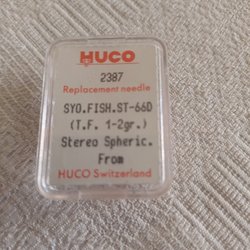 HUCO
2387
Replacement needle
SYO.FISH.ST-66D
(T.F. 1-2gr.)
Stereo Spheric.
From
HUCO Switzerland